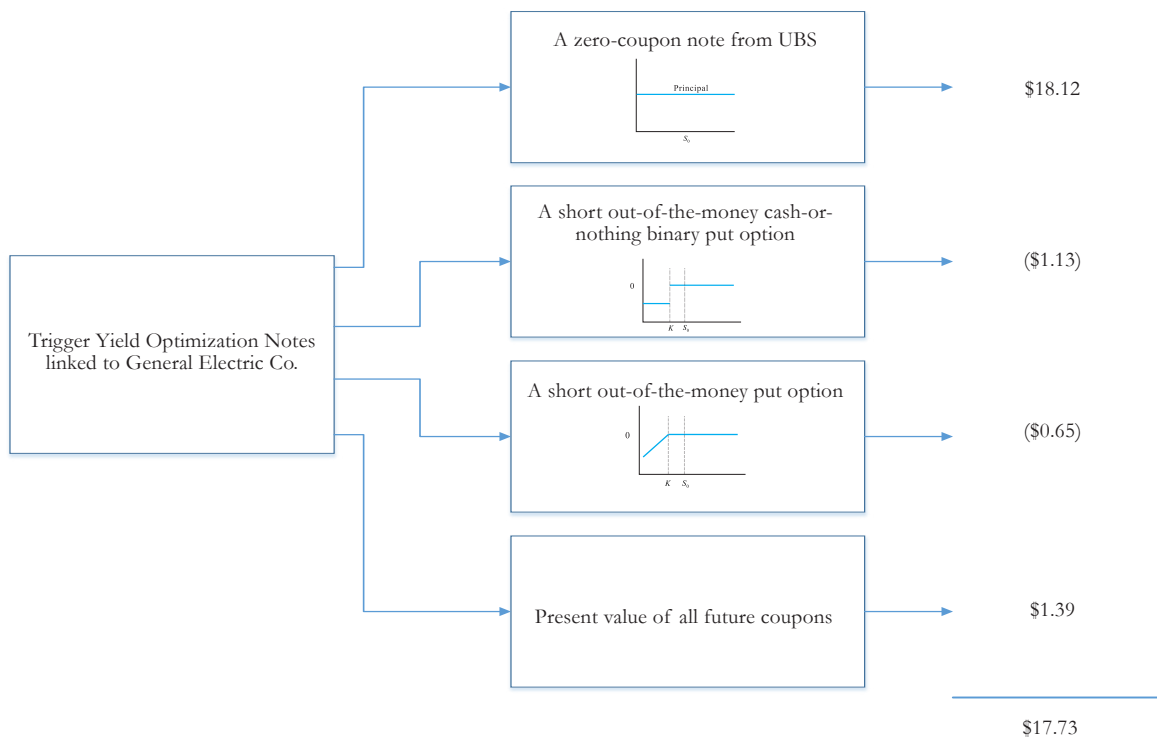 Trigger Yield Optimization Notes
linked to General Electric Co.
A zero-coupon note from UBS
Principal
S₀
$18.12
A short out-of-the-money cash-or-
nothing binary put option
0
K S₀
($1.13)
A short out-of-the-money put option
0
K S₀
($0.65)
Present value of all future coupons
$1.39
$17.73